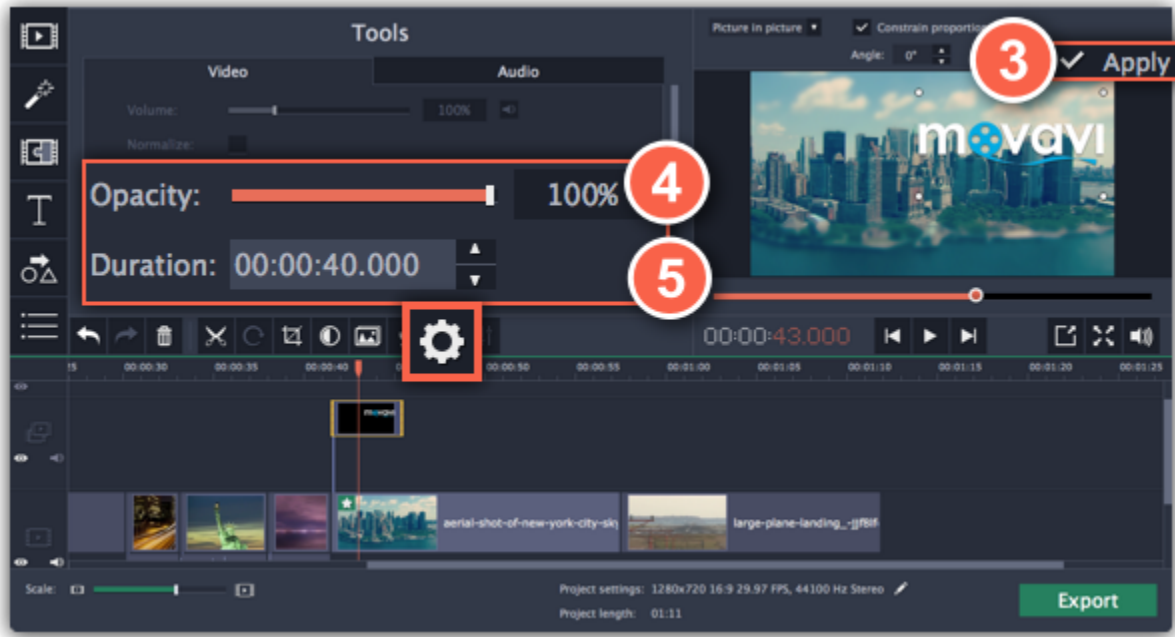 Tools
Video
Audio
Volume:
100%
Normalize:
Opacity:
100%
4
Duration: 00:00:40.000
5
Picture in picture
Constrain proportion
Angle: 0°
3
Apply
movavi
00:00:43.000
00:00:30 00:00:35 00:00:40 00:00:50 00:00:55 00:01:00 00:01:05 00:01:10 00:01:15 00:01:20 00:01:25
movavi
aerial-shot-of-new-york-city-sky
large-plane-landing_-
Scale:
Project settings: 1280x720 16:9 29.97 FPS, 44100 Hz Stereo
Project length: 01:11
Export